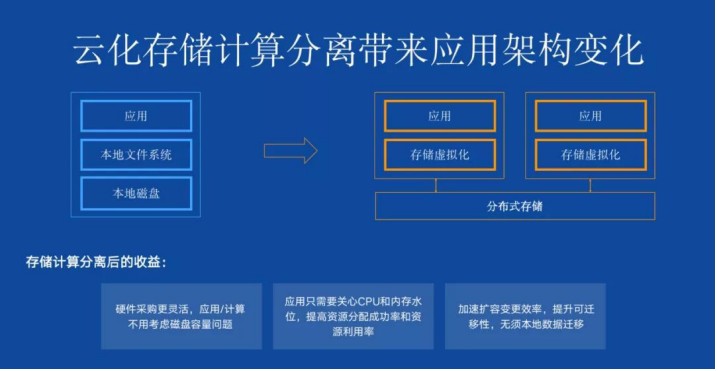 云化存储计算分离带来应用架构变化
应用
本地文件系统
本地磁盘
应用
存储虚拟化
应用
存储虚拟化
分布式存储
存储计算分离后的收益：
硬件采购更灵活，应用/计算
不用考虑磁盘容量问题
应用只需要关心CPU和内存水
位，提高资源分配成功率和资
源利用率
加速扩容变更效率，提升可迁
移性，无须本地数据迁移